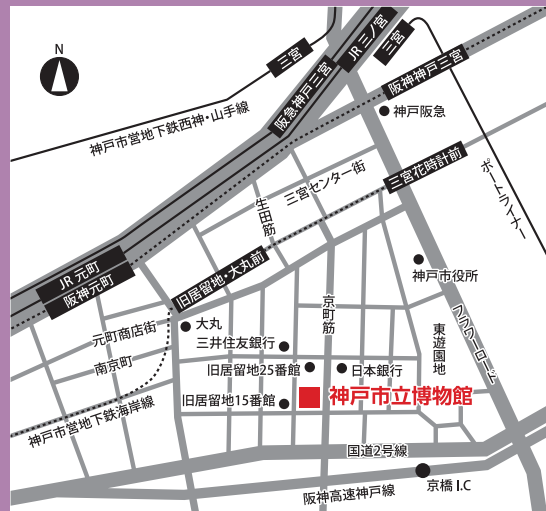 N
三宮
JR 三ノ宮
三宮
阪急神戸三宮
阪神神戸三宮
神戸市営地下鉄西神・山手線
神戸阪急
三宮センター街
三宮花時計前
ポートライナー
生田筋
旧居留地・大丸前
JR 元町
阪神元町
神戸市役所
京町筋
フラワーロード
東遊園地
元町商店街
大丸
三井住友銀行
南京町
旧居留地25番館
日本銀行
神戸市立博物館
旧居留地15番館
神戸市営地下鉄海岸線
国道2号線
京橋 I.C
阪神高速神戸線